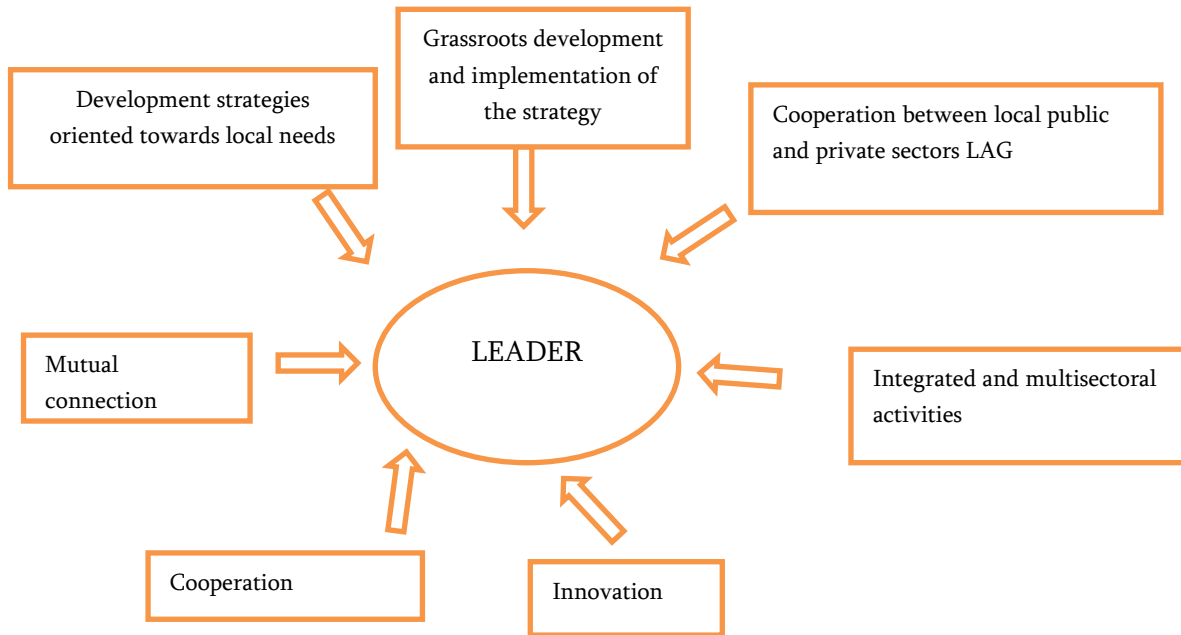 Grassroots development
and implementation of
the strategy
Development strategies
oriented towards local needs
Cooperation between local public
and private sectors LAG
LEADER
Mutual
connection
Integrated and multisectoral
activities
Cooperation
Innovation